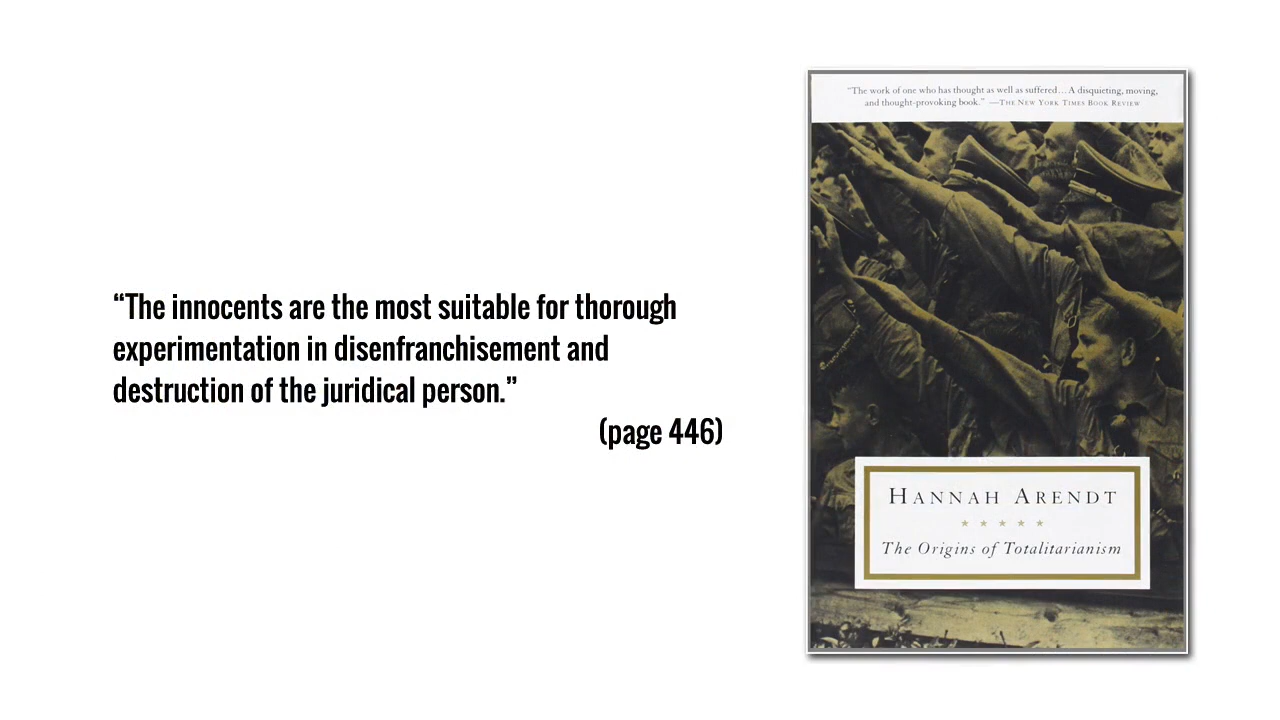 “The innocents are the most suitable for thorough
experimentation in disenfranchisement and
destruction of the juridical person.”
(page 446)
“The work of one who has thought as well as suffered… A disquieting, moving,
and thought-provoking book.” —The New York Times Book Review
Hannah Arendt
The Origins of Totalitarianism